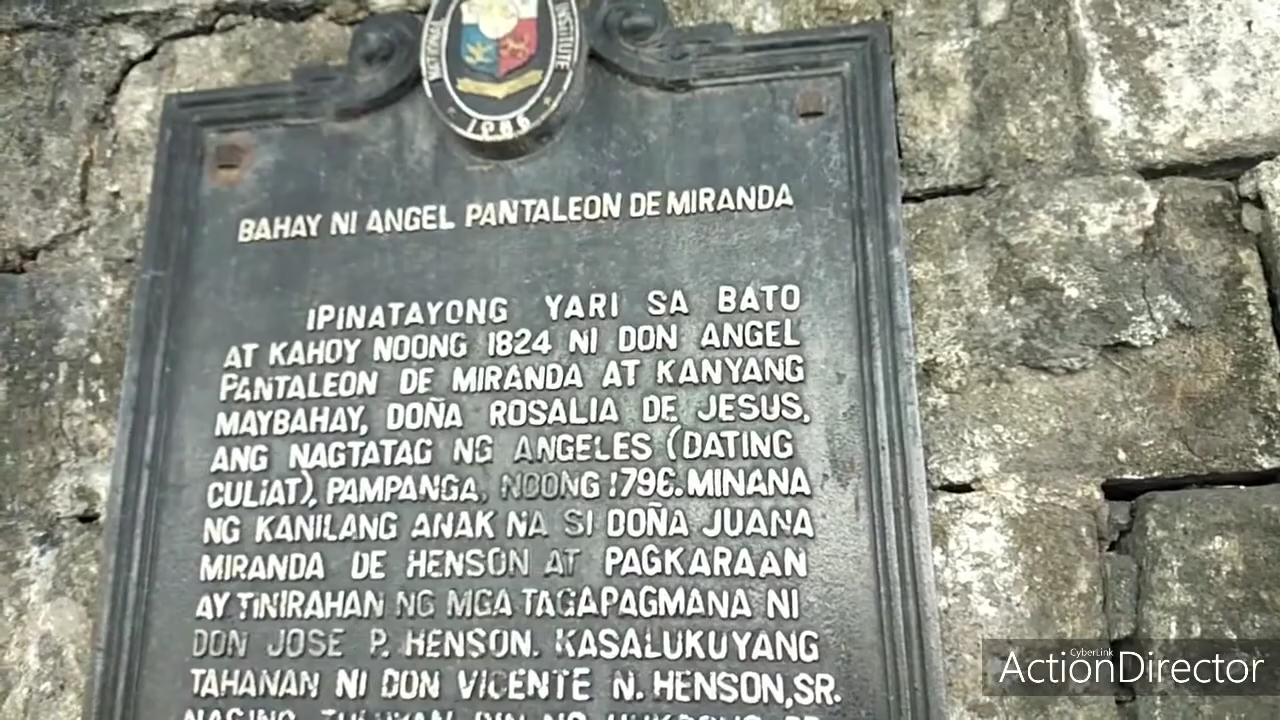 NATIONAL INSTITUTE
1986
BAHAY NI ANGEL PANTALEON DE MIRANDA
IPINATAYONG YARI SA BATO
AT KAHOY NOONG 1824 NI DON ANGEL
PANTALEON DE MIRANDA AT KANYANG
MAYBAHAY, DOÑA ROSALIA DE JESUS,
ANG NAGTATAG NG ANGELES (DATING
CULIAT), PAMPANGA, NOONG 1796. MINANA
NG KANILANG ANAK NA SI DOÑA JUANA
MIRANDA DE HENSON AT PAGKARAAN
AY TINIRAHAN NG MGA TAGAPAGMANA NI
DON JOSE P. HENSON. KASALUKUYANG
TAHANAN NI DON VICENTE N. HENSON, SR.
CyberLink
ActionDirector